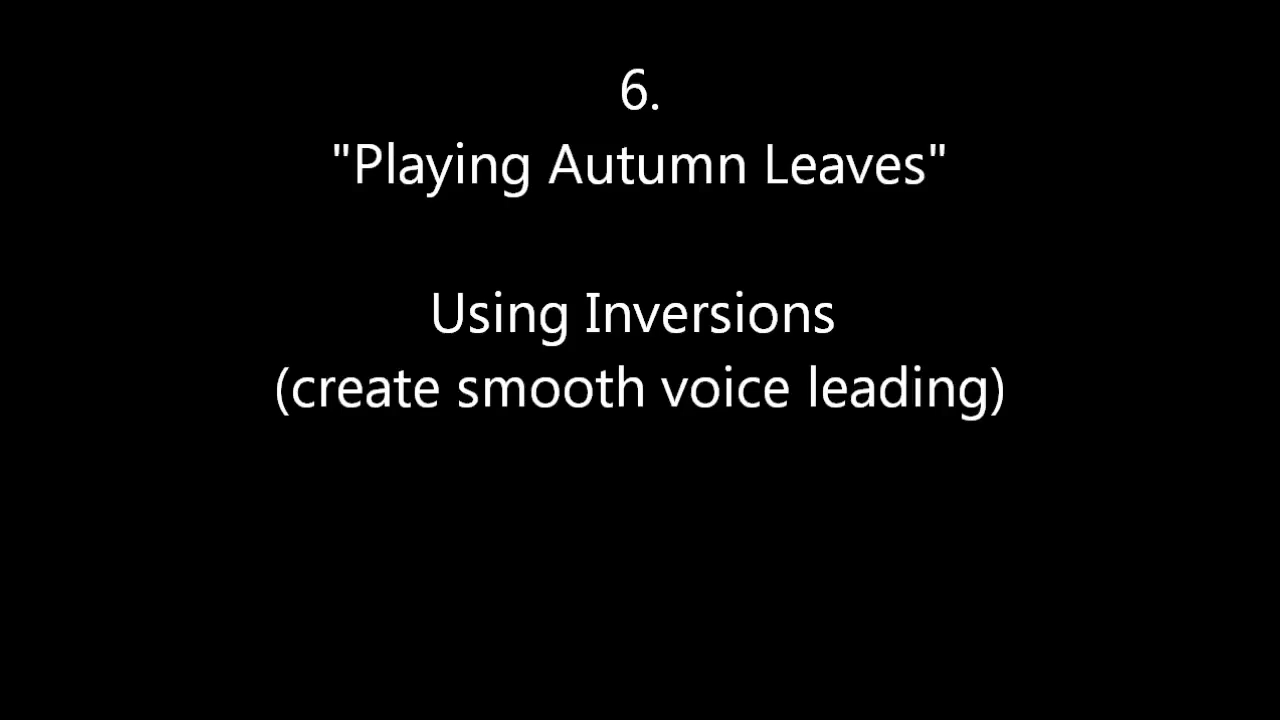 6.
"Playing Autumn Leaves"
Using Inversions
(create smooth voice leading)